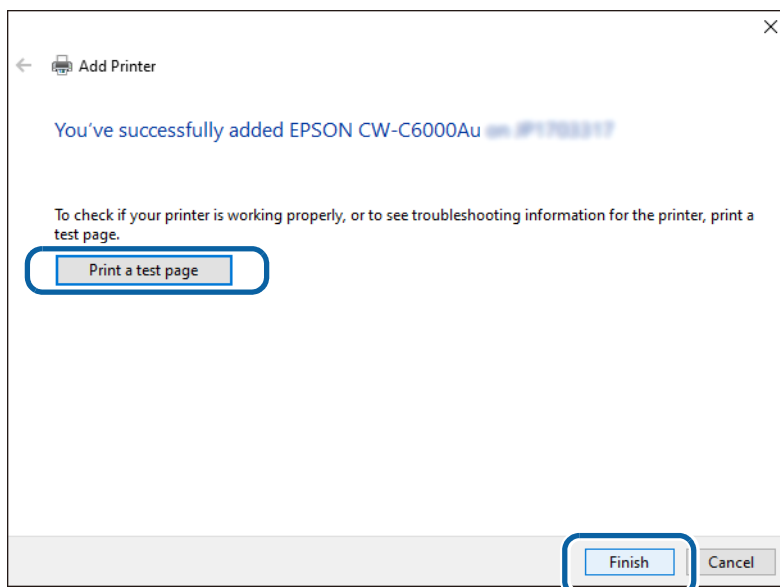 Add Printer
You've successfully added EPSON CW-C6000Au
To check if your printer is working properly, or to see troubleshooting information for the printer, print a
test page.
Print a test page
Finish
Cancel